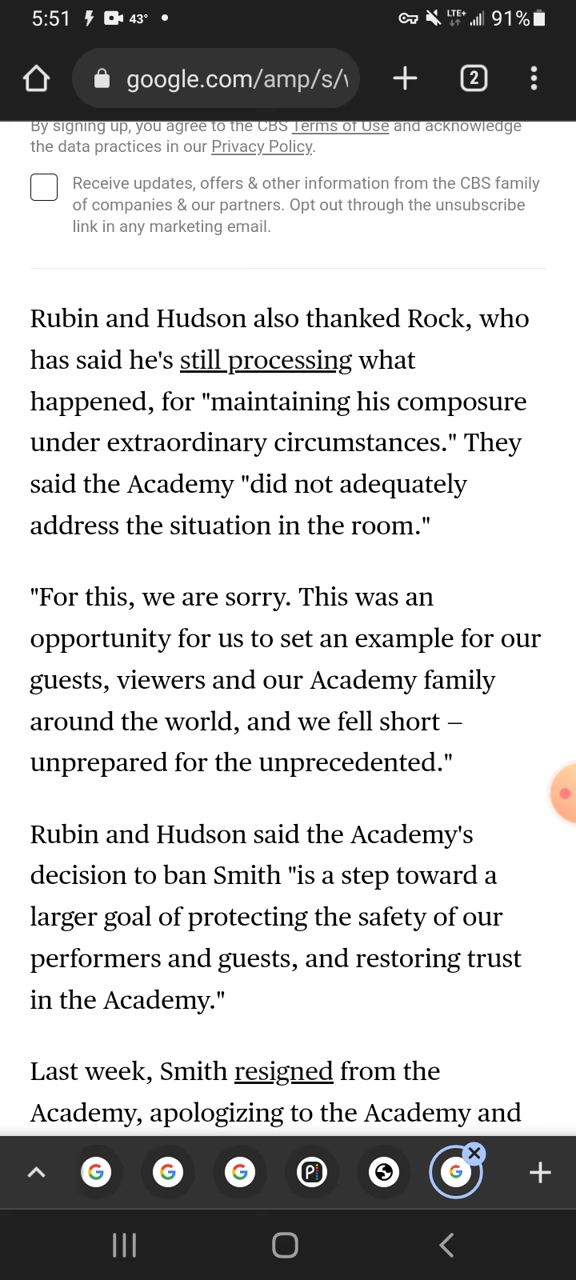 5:51 43° LTE+ 91%
google.com/amp/s/ 2
By signing up, you agree to the CBS Terms of Use and acknowledge
the data practices in our Privacy Policy.
Receive updates, offers & other information from the CBS family
of companies & our partners. Opt out through the unsubscribe
link in any marketing email.
Rubin and Hudson also thanked Rock, who
has said he's still processing what
happened, for "maintaining his composure
under extraordinary circumstances." They
said the Academy "did not adequately
address the situation in the room."
"For this, we are sorry. This was an
opportunity for us to set an example for our
guests, viewers and our Academy family
around the world, and we fell short —
unprepared for the unprecedented."
Rubin and Hudson said the Academy's
decision to ban Smith "is a step toward a
larger goal of protecting the safety of our
performers and guests, and restoring trust
in the Academy."
Last week, Smith resigned from the
Academy, apologizing to the Academy and